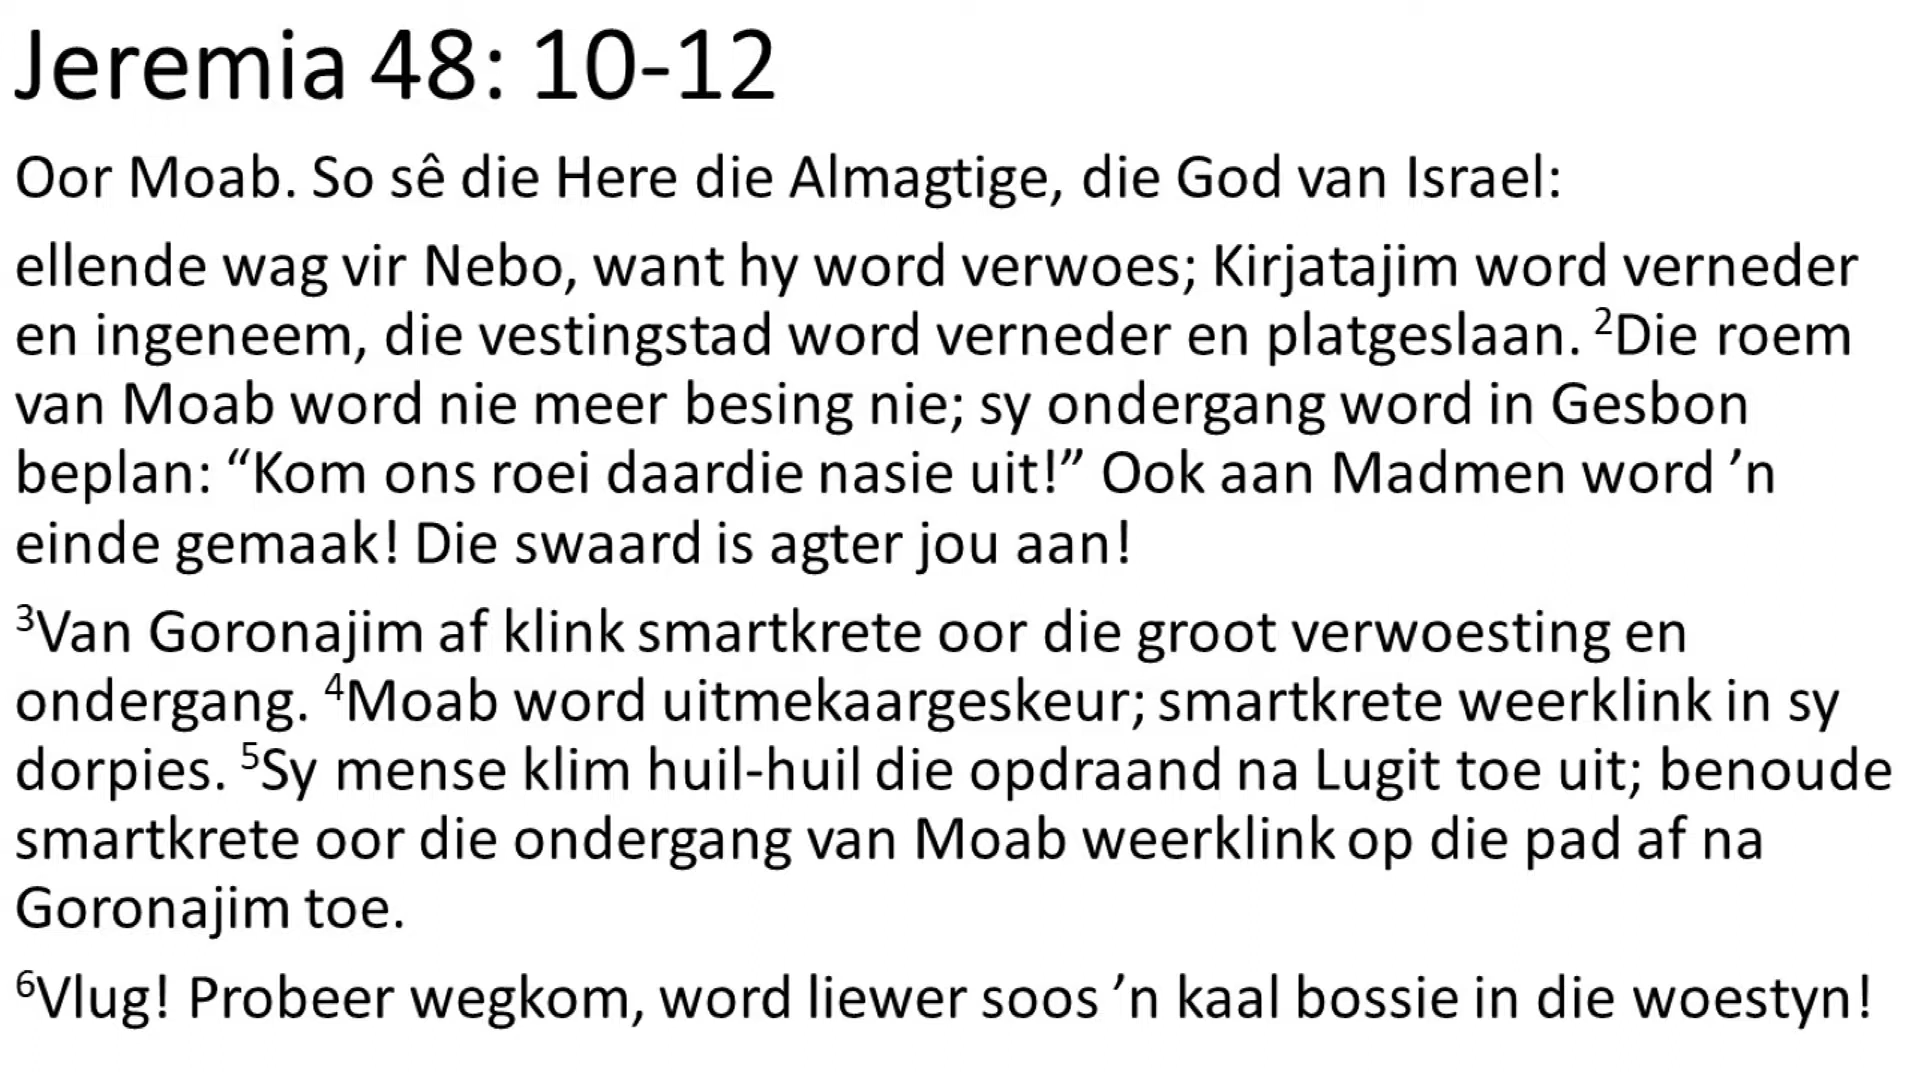 Jeremia 48: 10-12
Oor Moab. So sê die Here die Almagtige, die God van Israel:
ellende wag vir Nebo, want hy word verwoes; Kirjatajim word verneder
en ingeneem, die vestingstad word verneder en platgeslaan. ²Die roem
van Moab word nie meer besing nie; sy ondergang word in Gesbon
beplan: “Kom ons roei daardie nasie uit!” Ook aan Madmen word ’n
einde gemaak! Die swaard is agter jou aan!
³Van Goronajim af klink smartkrete oor die groot verwoesting en
ondergang. ⁴Moab word uitmekaargeskeur; smartkrete weerklink in sy
dorpies. ⁵Sy mense klim huil-huil die opdraand na Lugit toe uit; benoude
smartkrete oor die ondergang van Moab weerklink op die pad af na
Goronajim toe.
⁶Vlug! Probeer wegkom, word liewer soos ’n kaal bossie in die woestyn!